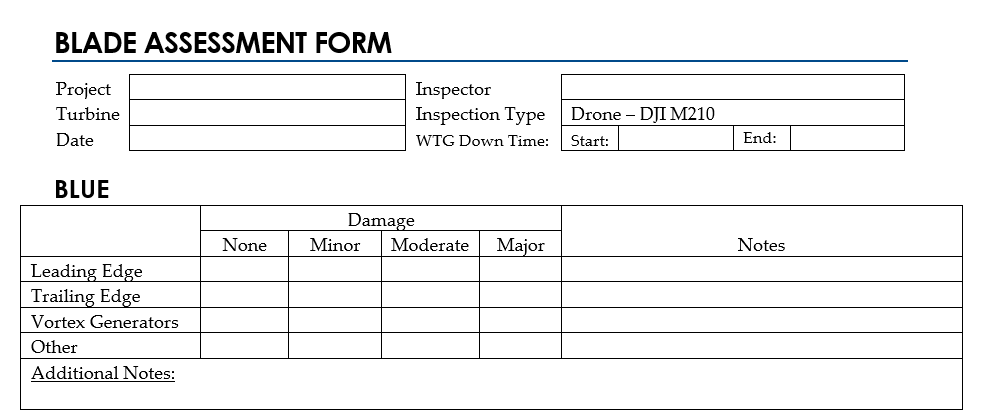 BLADE ASSESSMENT FORM
Project Inspector
Turbine Inspection Type Drone – DJI M210
Date WTG Down Time: Start: End:
BLUE
Damage
None Minor Moderate Major Notes
Leading Edge
Trailing Edge
Vortex Generators
Other
Additional Notes: